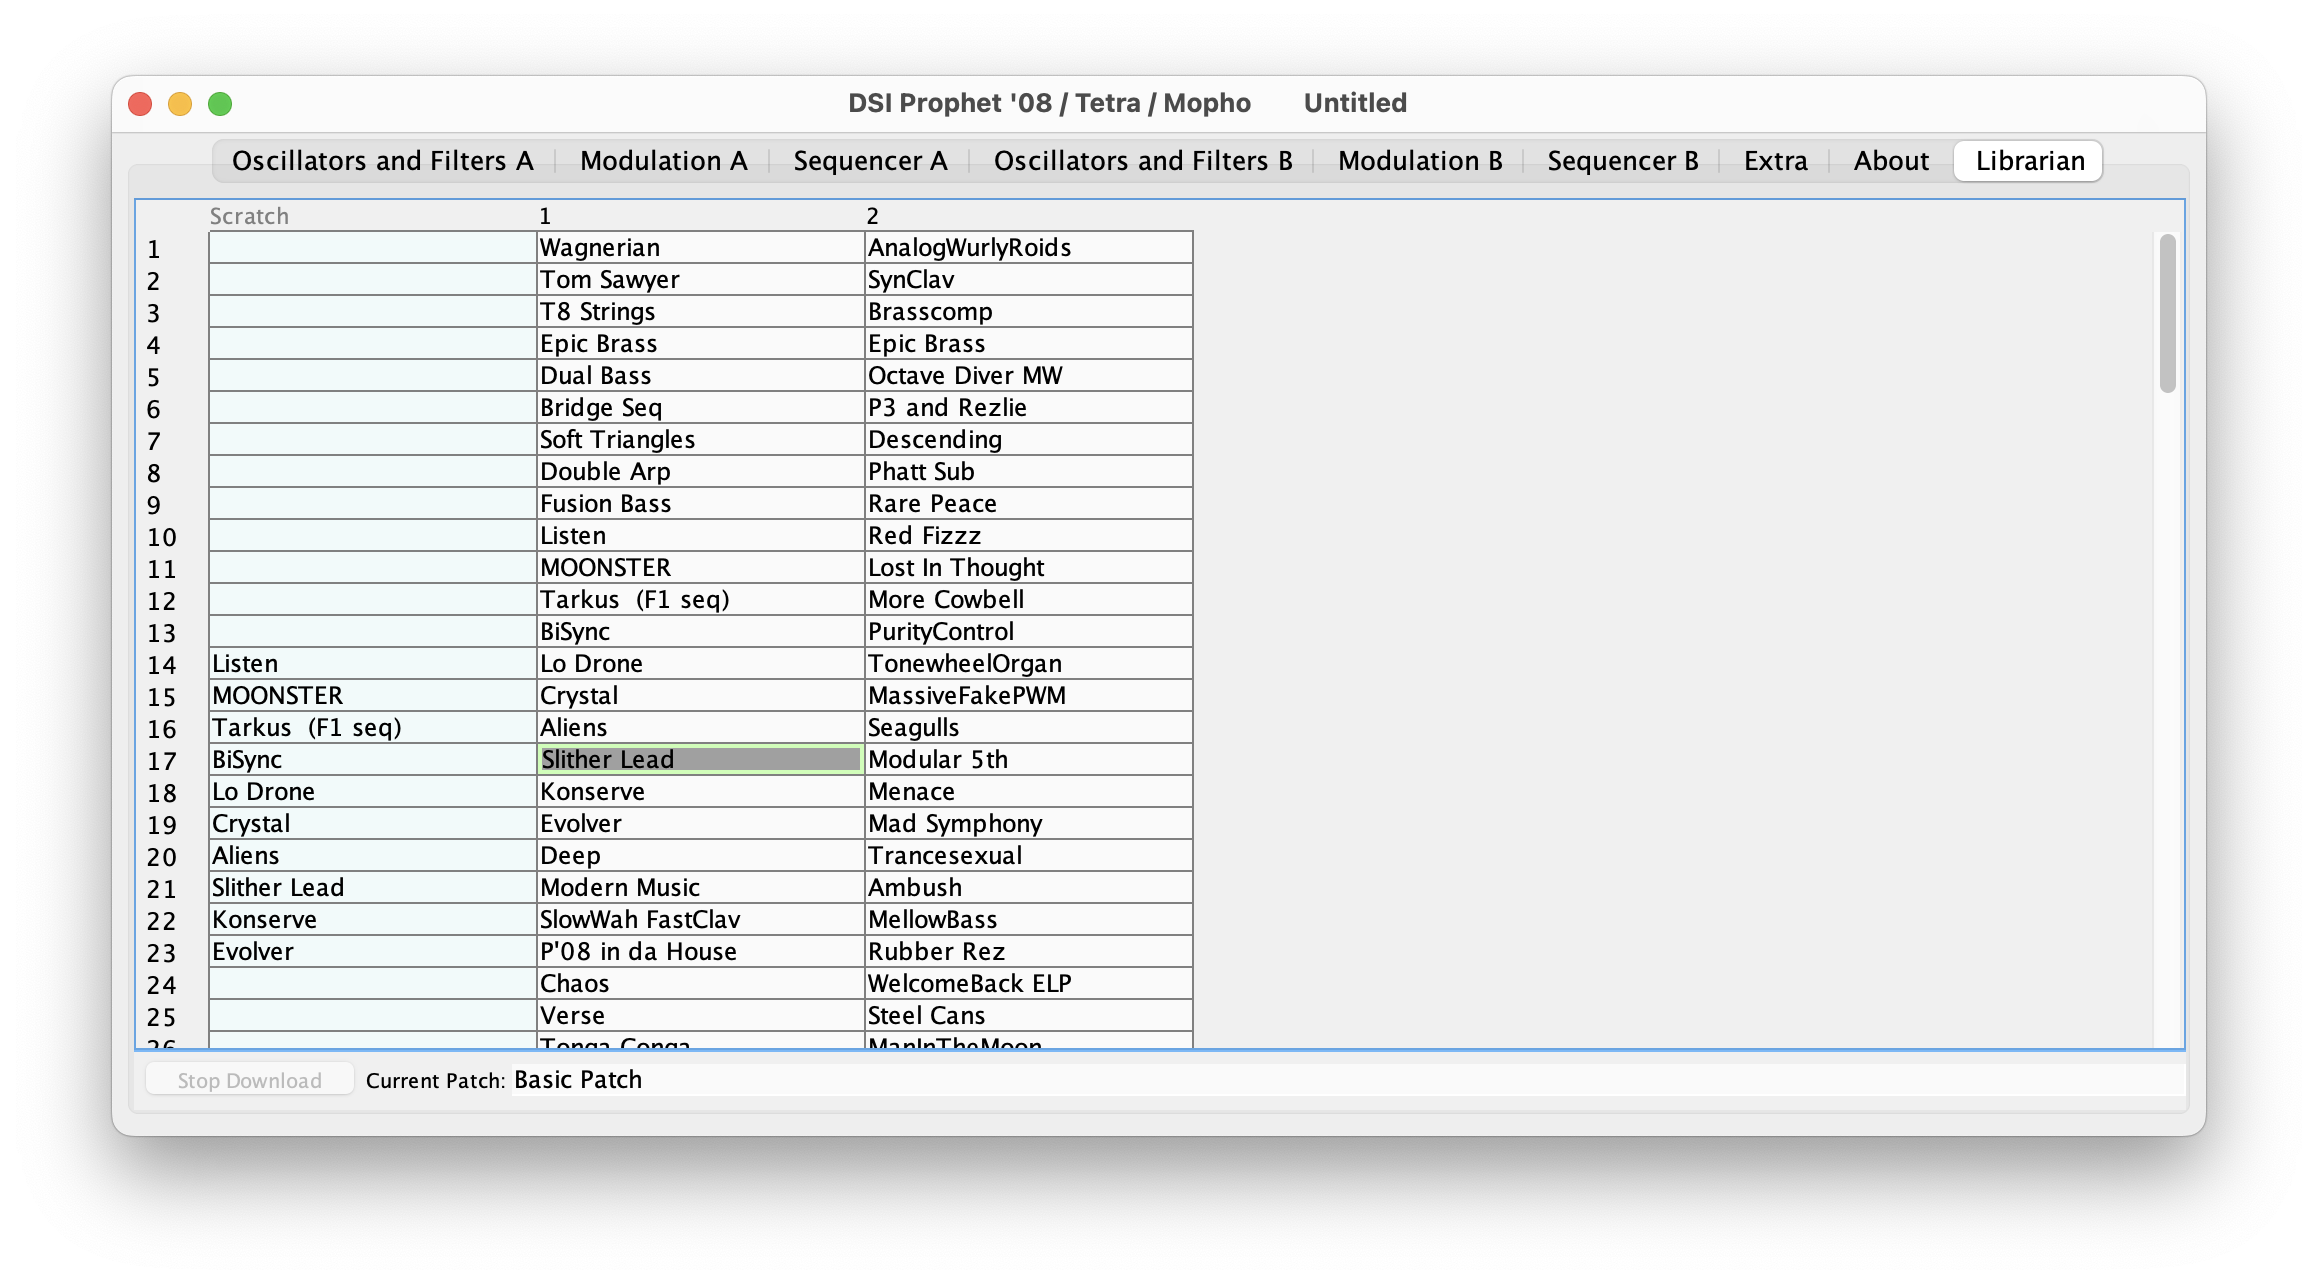 DSI Prophet '08 / Tetra / Mopho Untitled
Oscillators and Filters A Modulation A Sequencer A Oscillators and Filters B Modulation B Sequencer B Extra About Librarian
Scratch 1 2
1 Wagnerian AnalogWurlyRoids
2 Tom Sawyer SynClav
3 T8 Strings Brasscomp
4 Epic Brass Epic Brass
5 Dual Bass Octave Diver MW
6 Bridge Seq P3 and Rezlie
7 Soft Triangles Descending
8 Double Arp Phatt Sub
9 Fusion Bass Rare Peace
10 Listen Red Fizzz
11 MOONSTER Lost In Thought
12 Tarkus (F1 seq) More Cowbell
13 BiSync PurityControl
14 Listen Lo Drone TonewheelOrgan
15 MOONSTER Crystal MassiveFakePWM
16 Tarkus (F1 seq) Aliens Seagulls
17 BiSync Slither Lead Modular 5th
18 Lo Drone Konserve Menace
19 Crystal Evolver Mad Symphony
20 Aliens Deep Trancesexual
21 Slither Lead Modern Music Ambush
22 Konserve SlowWah FastClav MellowBass
23 Evolver P'08 in da House Rubber Rez
24 Chaos WelcomeBack ELP
25 Verse Steel Cans
26 Tonga Conga ManInTheMoon
Stop Download Current Patch: Basic Patch